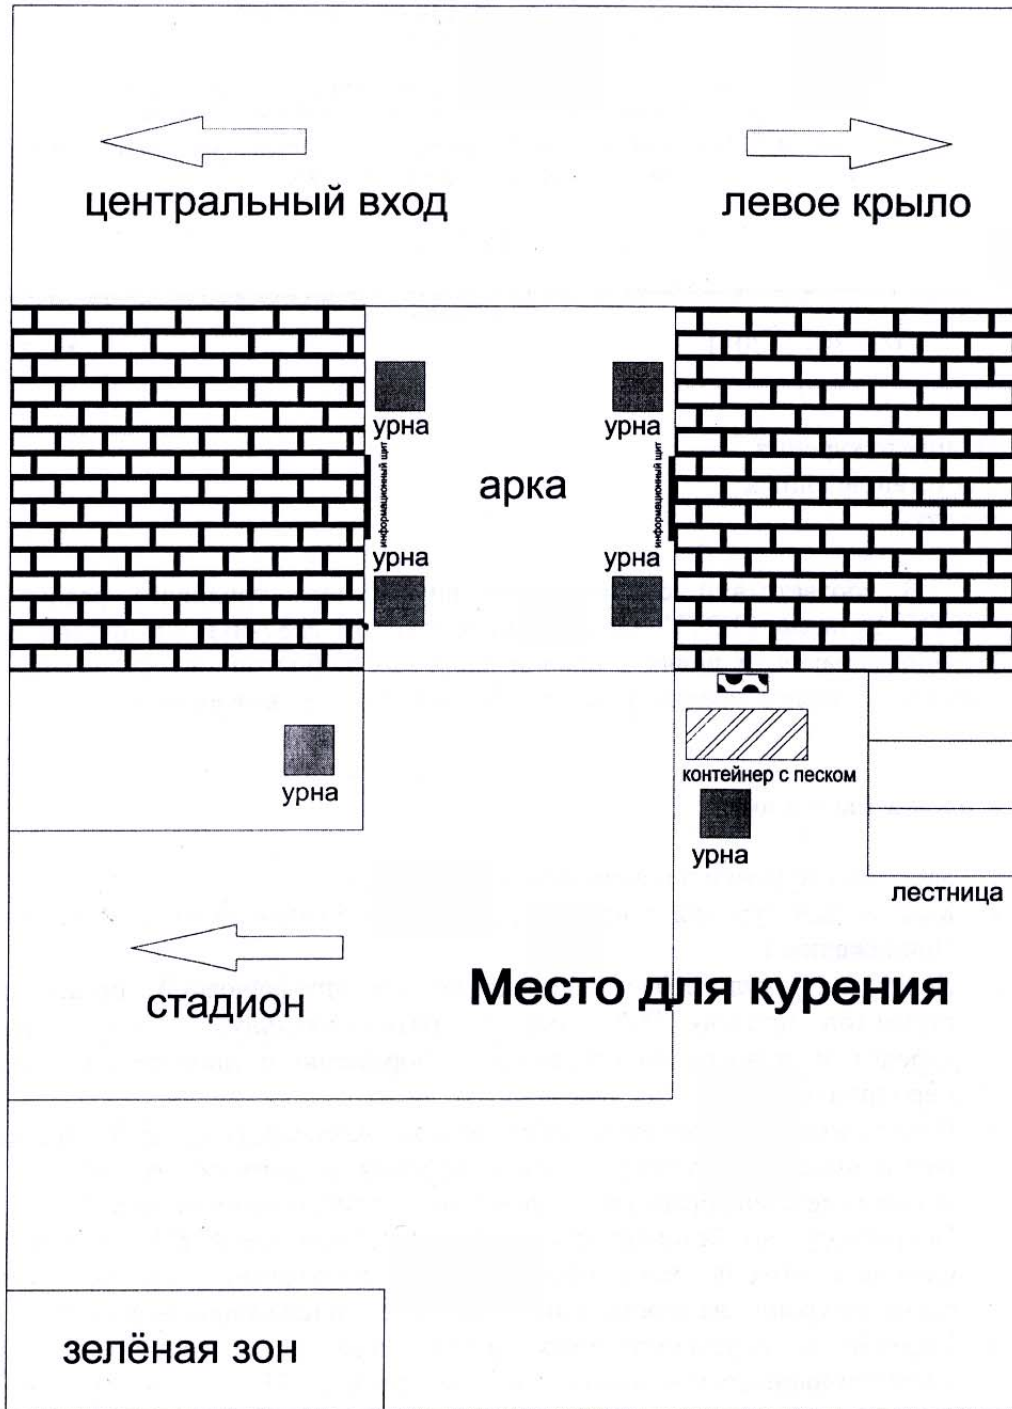 центральный вход
левое крыло
урна
урна
информационный щит
арка
информационный щит
урна
урна
урна
контейнер с песком
урна
лестница
стадион
Место для курения
зелёная зон